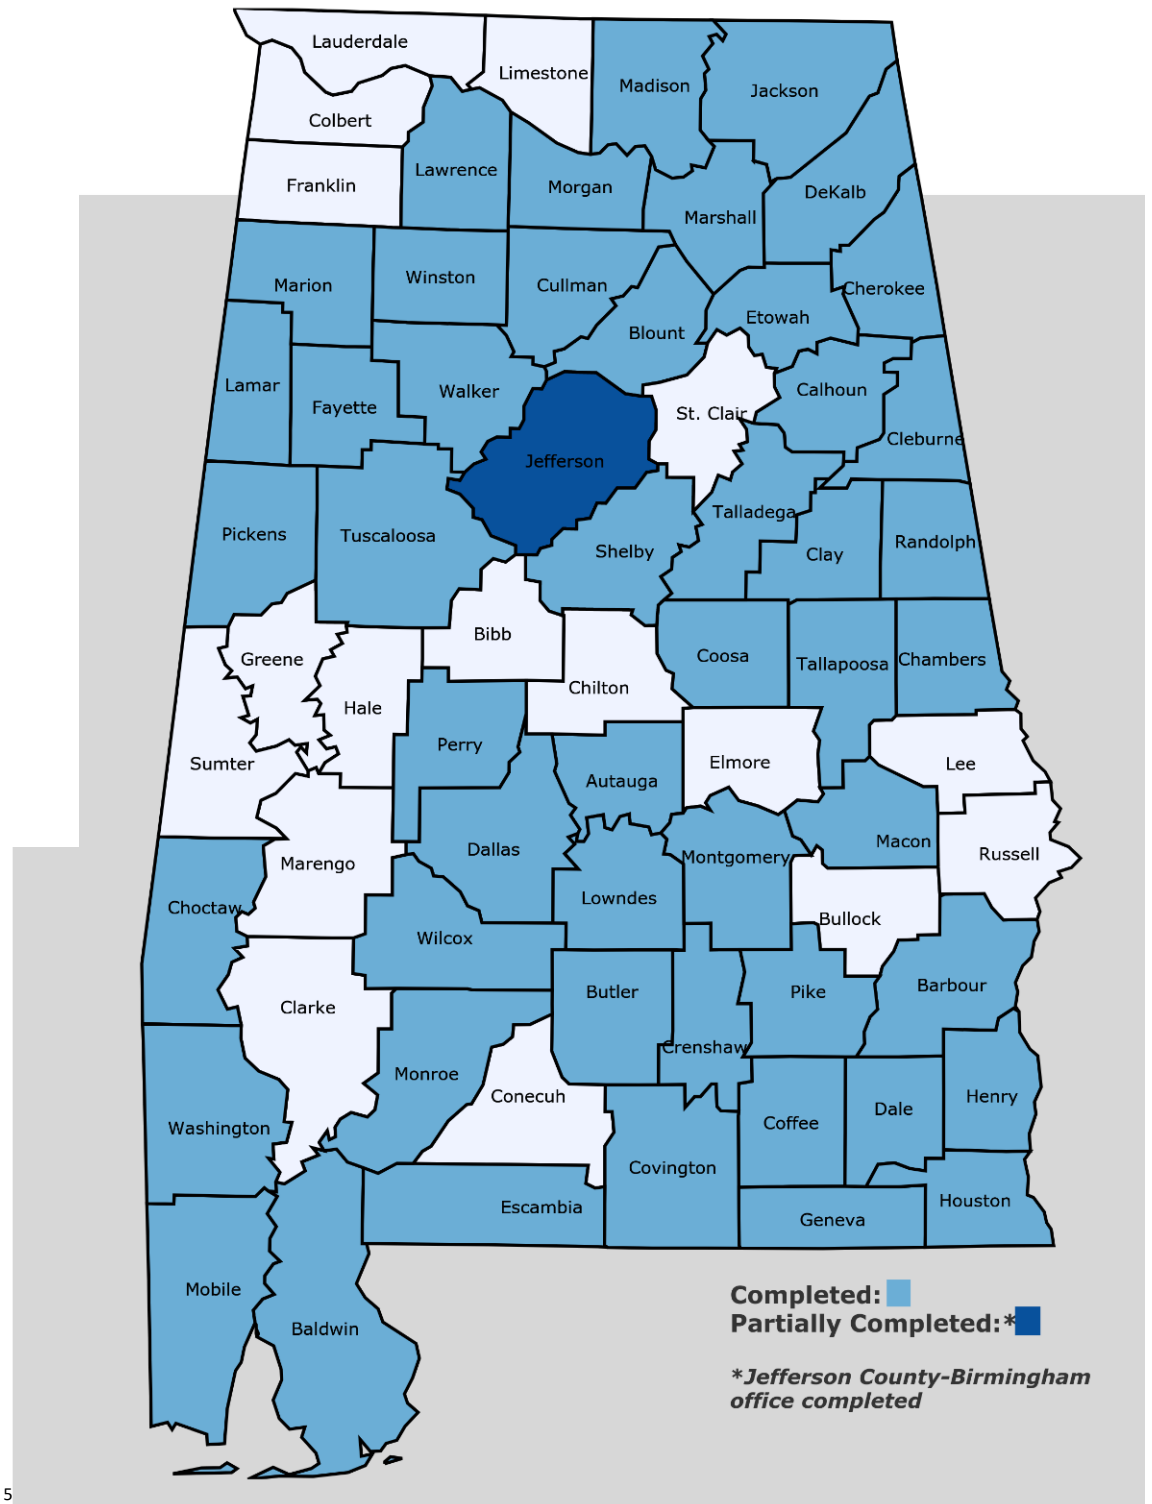 Lauderdale
Limestone
Madison
Jackson
Colbert
Lawrence
Franklin
Morgan
DeKalb
Marshall
Marion
Winston
Cullman
Cherokee
Etowah
Blount
Lamar
Walker
Calhoun
Fayette
St. Clair
Cleburne
Jefferson
Talladega
Pickens
Tuscaloosa
Randolph
Shelby
Clay
Bibb
Greene
Coosa
Tallapoosa
Chambers
Chilton
Hale
Perry
Sumter
Elmore
Lee
Autauga
Macon
Dallas
Russell
Montgomery
Marengo
Lowndes
Choctaw
Bullock
Wilcox
Barbour
Butler
Pike
Clarke
Crenshaw
Monroe
Conecuh
Henry
Dale
Coffee
Washington
Covington
Houston
Escambia
Geneva
Mobile
Baldwin
Completed:
Partially Completed:*
*Jefferson County-Birmingham
office completed
5